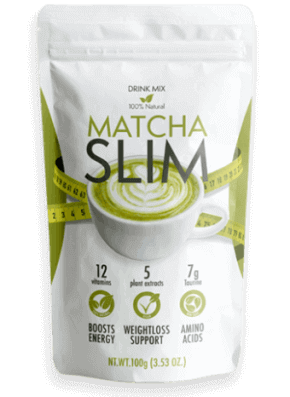 DRINK MIX
100% Natural
MATCHA
SLIM
12 vitamins
5 plant extracts
7g taurine
BOOSTS ENERGY
WEIGHTLOSS SUPPORT
AMINO ACIDS
NT.WT.100g (3.53 OZ.)